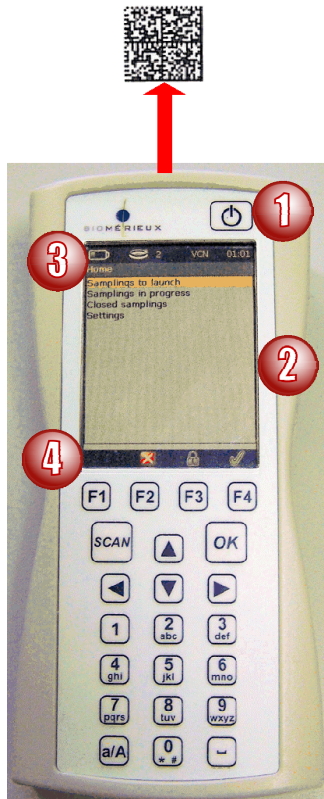 1
BIOMÉRIEUX
3
2 VCN 01:01
Home
Samplings to launch
Samplings in progress
Closed samplings
Settings
2
4
F1 F2 F3 F4
SCAN OK
1 2 abc 3 def
4 ghi 5 jkl 6 mno
7 pqrs 8 tuv 9 wxyz
a/A 0 * #